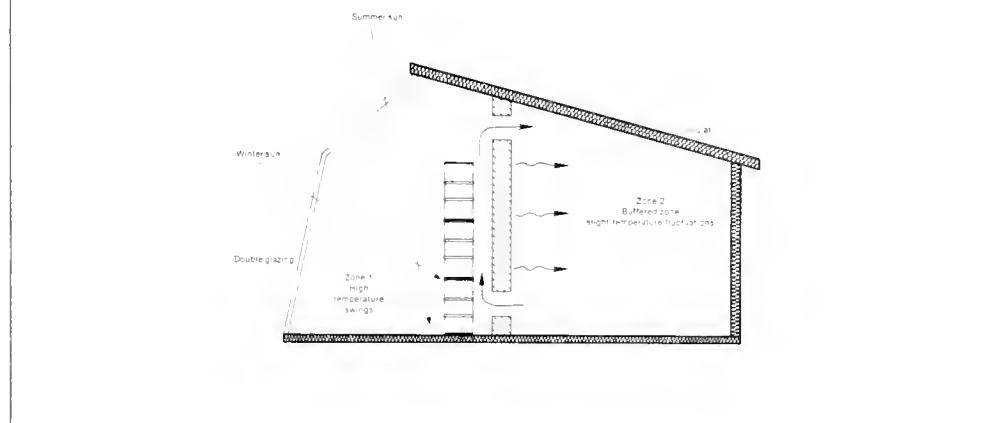 Summer sun
Winter sun
Double glazing
Zone 1
High
temperature
swings
Zone 2
Buffered zone
slight temperature fluctuations